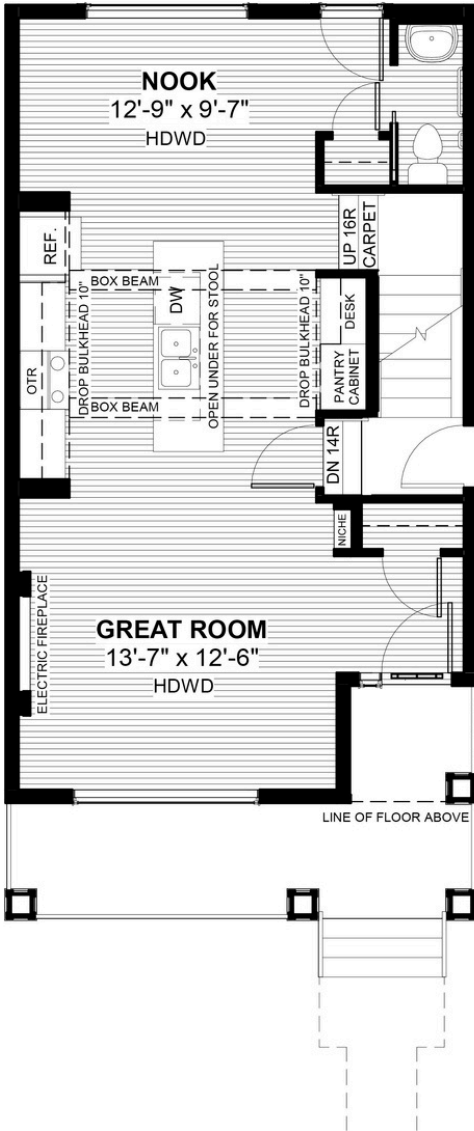 NOOK
12'-9" x 9'-7"
HDWD
REF.
UP 16R
CARPET
BOX BEAM
DW
OPEN UNDER FOR STOOL
DROP BULKHEAD 10"
DROP BULKHEAD 10"
DESK
PANTRY
CABINET
OTR
BOX BEAM
DN 14R
NICHE
ELECTRIC FIREPLACE
GREAT ROOM
13'-7" x 12'-6"
HDWD
LINE OF FLOOR ABOVE